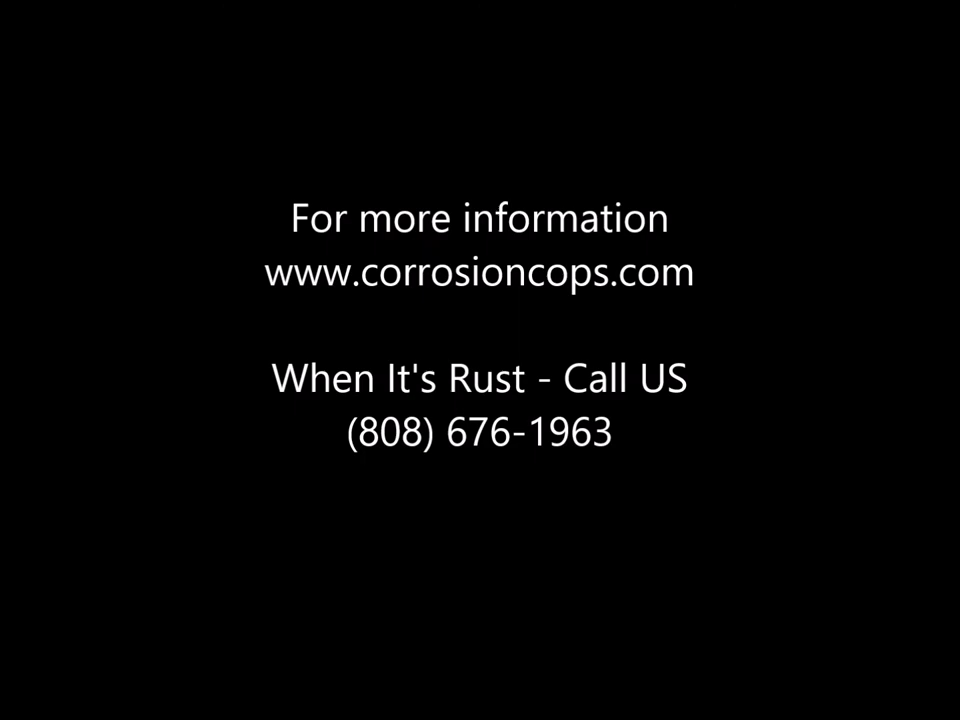 For more information
www.corrosioncops.com
When It's Rust - Call US
(808) 676-1963